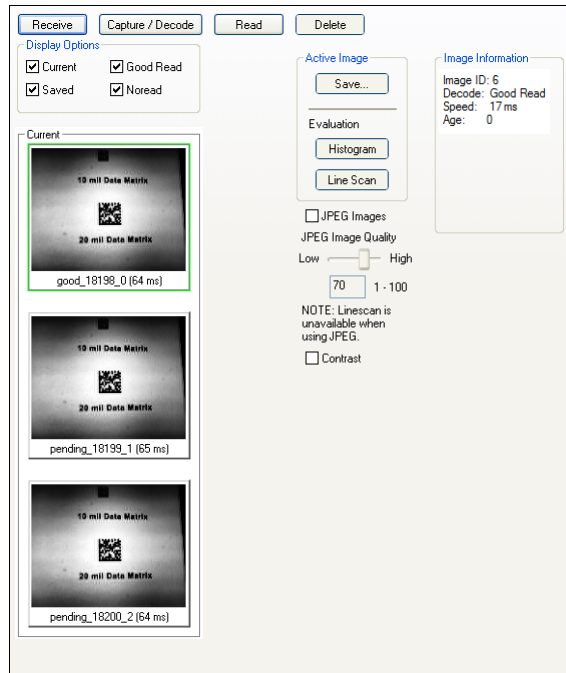 Receive
Capture / Decode
Read
Delete
Display Options
Current
Good Read
Saved
Noread
Current
10 mil Data Matrix
20 mil Data Matrix
good_18198_0 (64 ms)
10 mil Data Matrix
20 mil Data Matrix
pending_18199_1 (65 ms)
10 mil Data Matrix
20 mil Data Matrix
pending_18200_2 (64 ms)
Active Image
Save...
Evaluation
Histogram
Line Scan
JPEG Images
JPEG Image Quality
Low
High
70
1 - 100
NOTE: Linescan is
unavailable when
using JPEG.
Contrast
Image Information
Image ID: 6
Decode: Good Read
Speed: 17 ms
Age: 0